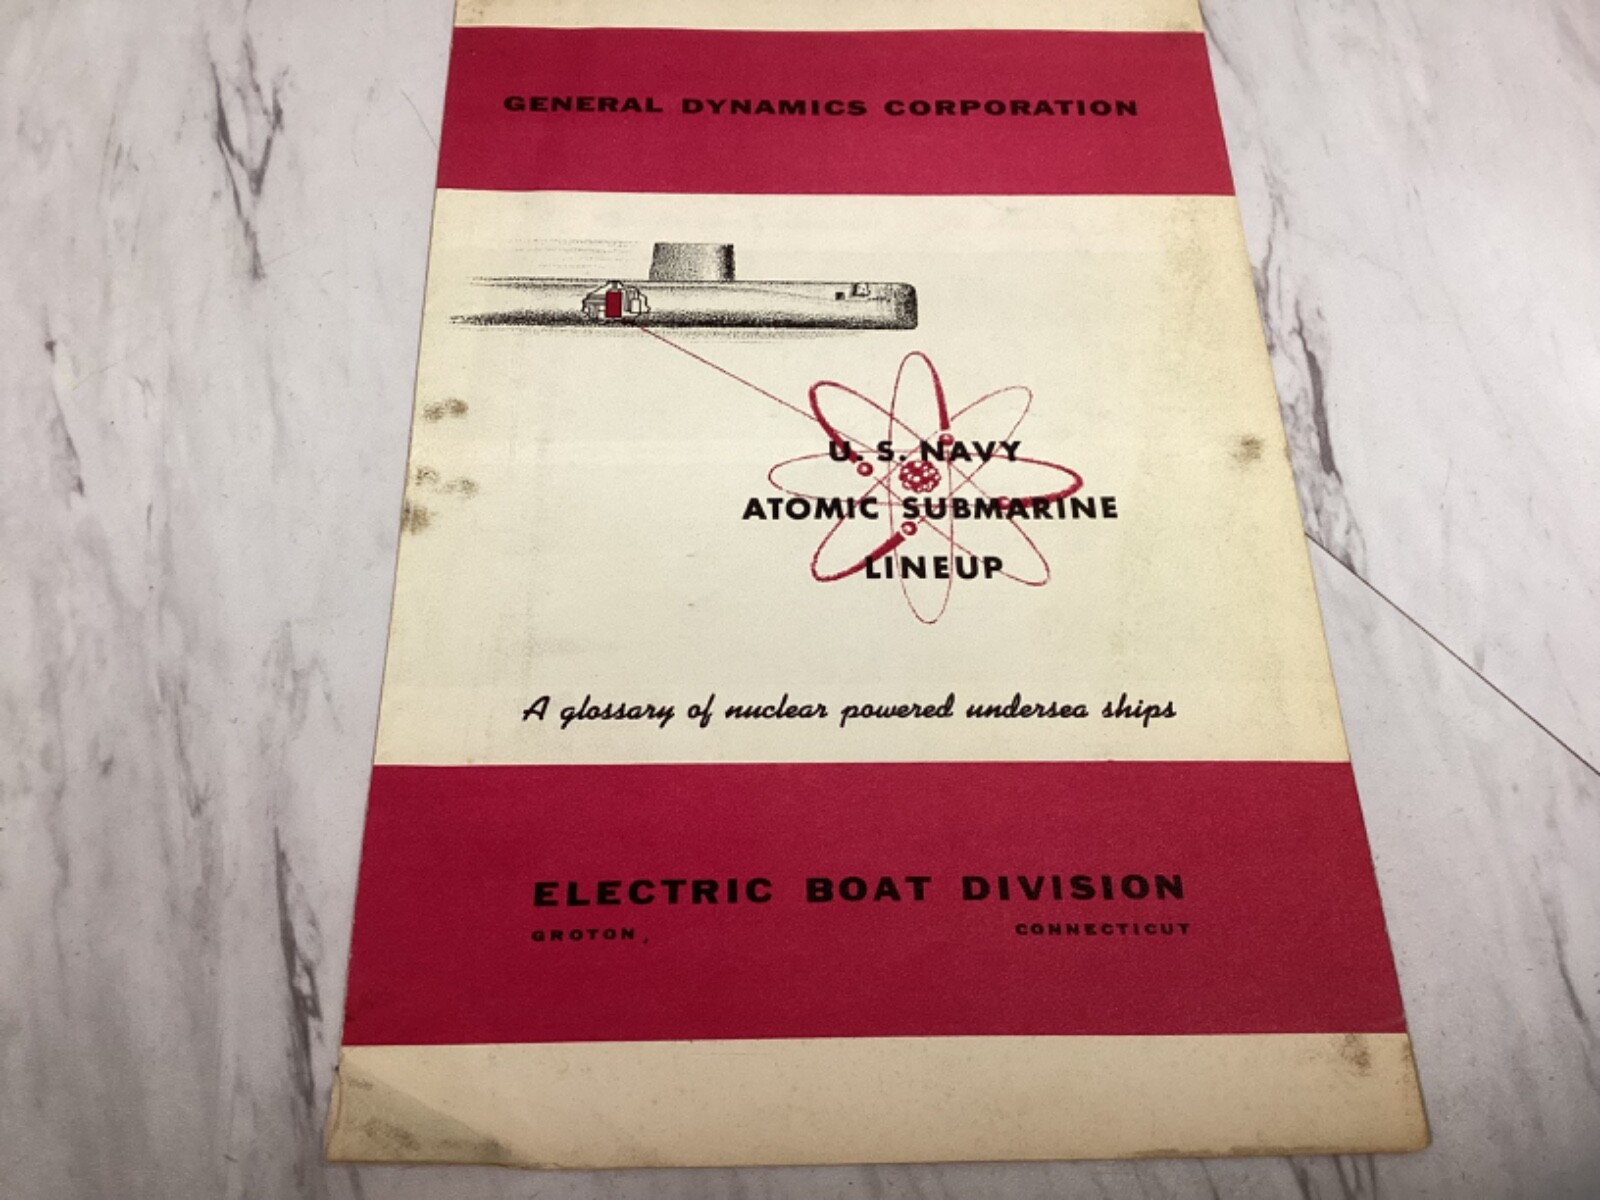 GENERAL DYNAMICS CORPORATION
U. S. NAVY
ATOMIC SUBMARINE
LINEUP
A glossary of nuclear powered undersea ships
ELECTRIC BOAT DIVISION
GROTON, CONNECTICUT